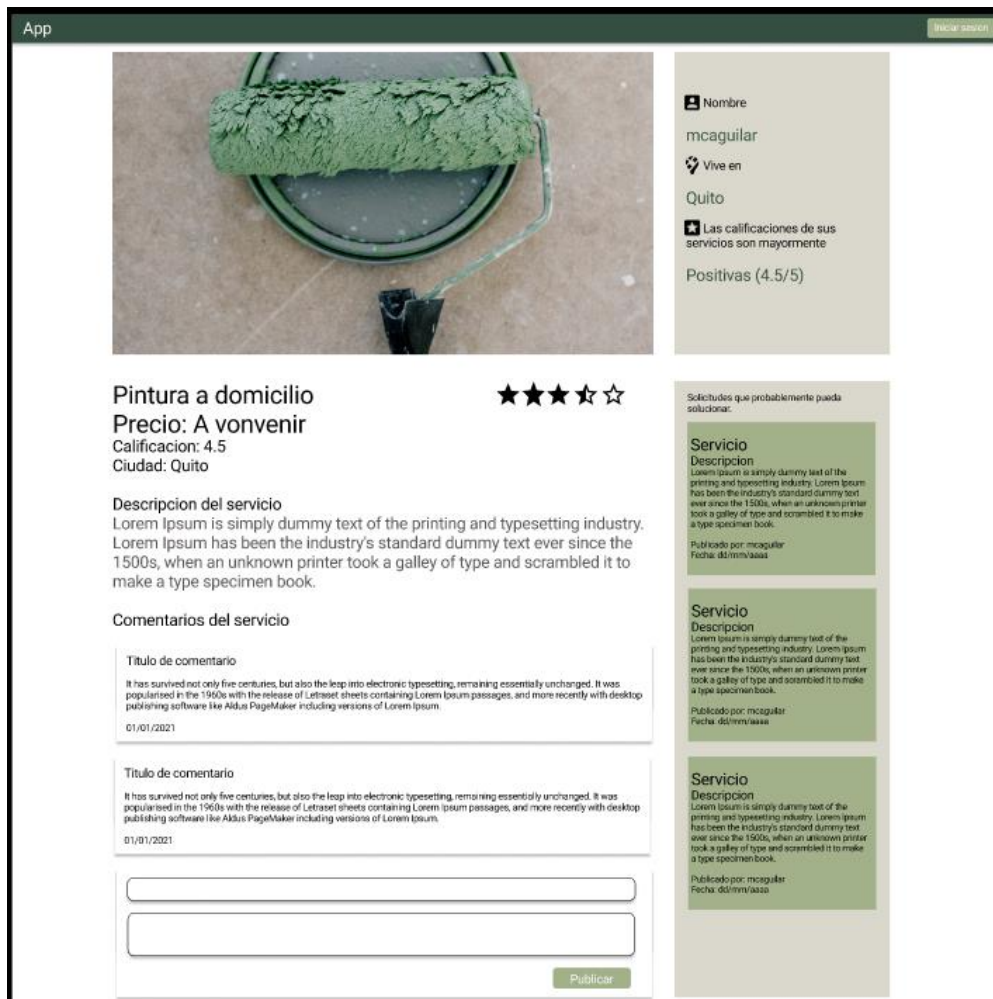 App
Iniciar sesion
Nombre
mcaguilar
Vive en
Quito
Las calificaciones de sus
servicios son mayormente
Positivas (4.5/5)
Pintura a domicilio
Precio: A vonvenir
Calificacion: 4.5
Ciudad: Quito
Descripcion del servicio
Lorem Ipsum is simply dummy text of the printing and typesetting industry.
Lorem Ipsum has been the industry's standard dummy text ever since the
1500s, when an unknown printer took a galley of type and scrambled it to
make a type specimen book.
Comentarios del servicio
Titulo de comentario
It has survived not only five centuries, but also the leap into electronic typesetting, remaining essentially unchanged. It was
popularised in the 1960s with the release of Letraset sheets containing Lorem Ipsum passages, and more recently with desktop
publishing software like Aldus PageMaker including versions of Lorem Ipsum.
01/01/2021
Titulo de comentario
It has survived not only five centuries, but also the leap into electronic typesetting, remaining essentially unchanged. It was
popularised in the 1960s with the release of Letraset sheets containing Lorem Ipsum passages, and more recently with desktop
publishing software like Aldus PageMaker including versions of Lorem Ipsum.
01/01/2021
Publicar
Solicitudes que probablemente pueda
solucionar.
Servicio
Descripcion
Lorem Ipsum is simply dummy text of the
printing and typesetting industry. Lorem Ipsum
has been the industry's standard dummy text
ever since the 1500s, when an unknown printer
took a galley of type and scrambled it to make
a type specimen book.
Publicado por: mcaguilar
Fecha: dd/mm/aaaa
Servicio
Descripcion
Lorem Ipsum is simply dummy text of the
printing and typesetting industry. Lorem Ipsum
has been the industry's standard dummy text
ever since the 1500s, when an unknown printer
took a galley of type and scrambled it to make
a type specimen book.
Publicado por: mcaguilar
Fecha: dd/mm/aaaa
Servicio
Descripcion
Lorem Ipsum is simply dummy text of the
printing and typesetting industry. Lorem Ipsum
has been the industry's standard dummy text
ever since the 1500s, when an unknown printer
took a galley of type and scrambled it to make
a type specimen book.
Publicado por: mcaguilar
Fecha: dd/mm/aaaa